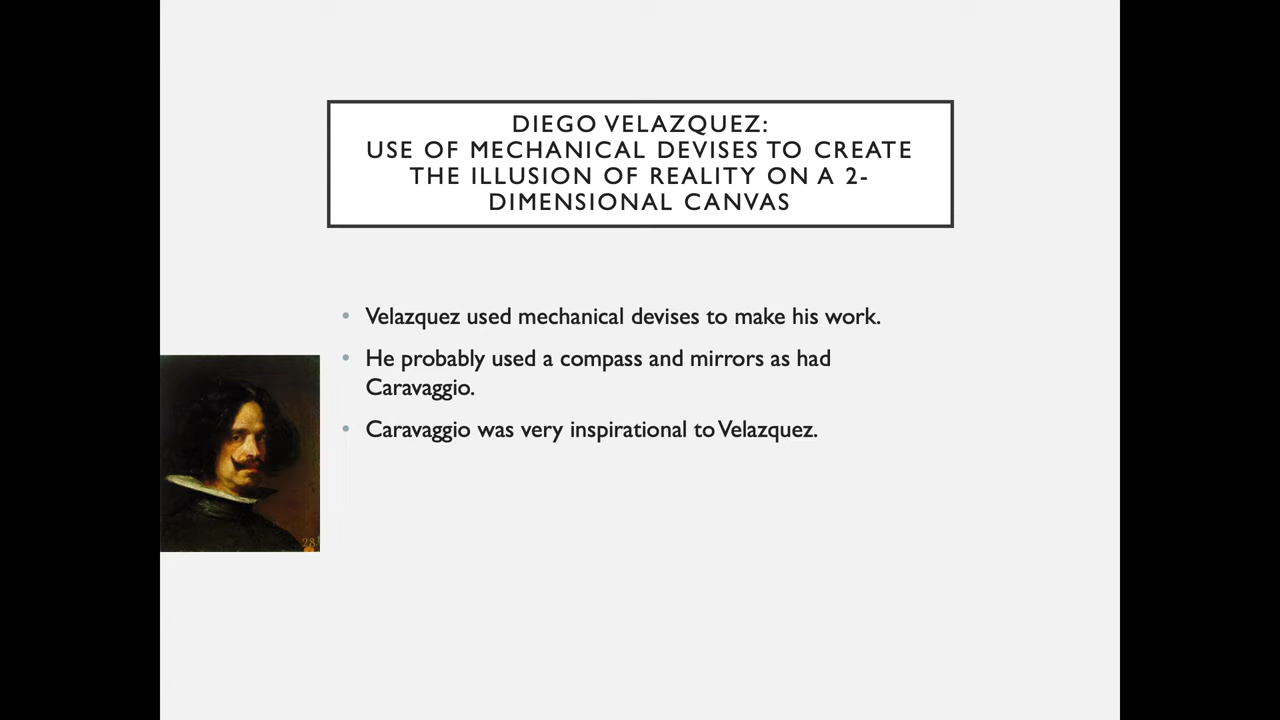 DIEGO VELAZQUEZ:
USE OF MECHANICAL DEVISES TO CREATE
THE ILLUSION OF REALITY ON A 2-
DIMENSIONAL CANVAS
• Velazquez used mechanical devises to make his work.
• He probably used a compass and mirrors as had
Caravaggio.
• Caravaggio was very inspirational to Velazquez.